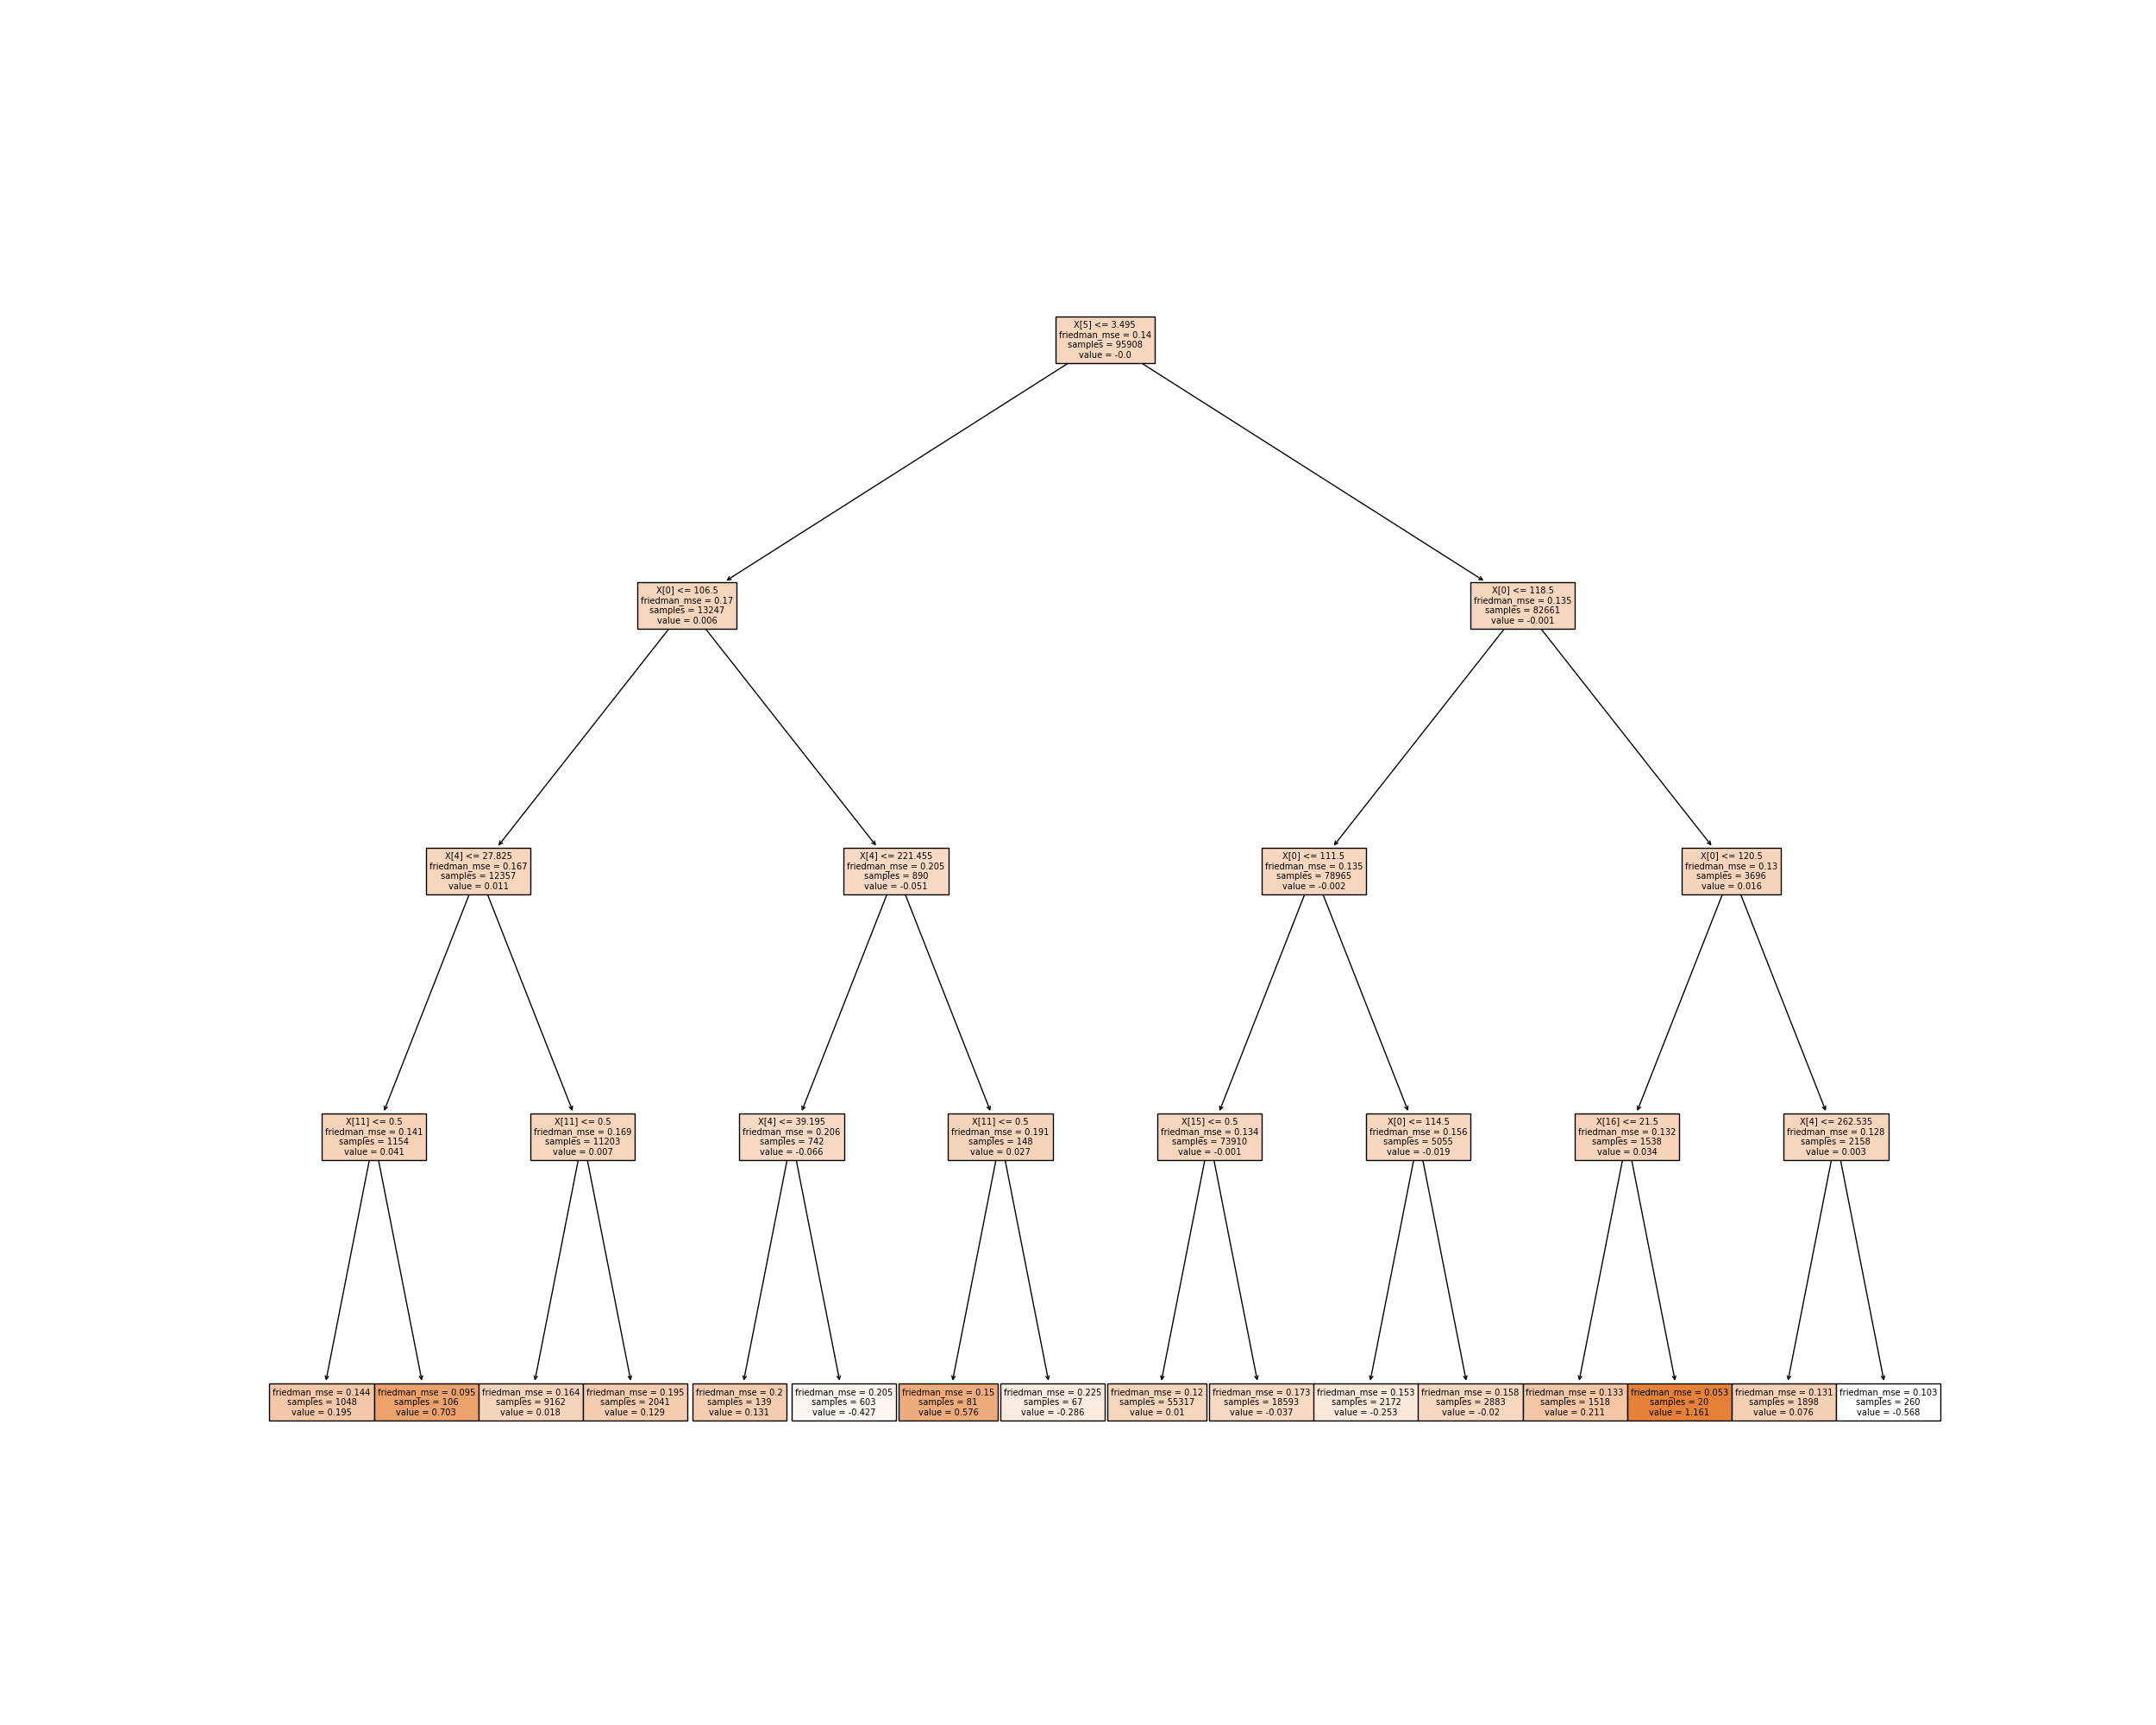 X[5] <= 3.495
friedman_mse = 0.14
samples = 95908
value = -0.0
X[0] <= 106.5
friedman_mse = 0.17
samples = 13247
value = 0.006
X[0] <= 118.5
friedman_mse = 0.135
samples = 82661
value = -0.001
X[4] <= 27.825
friedman_mse = 0.167
samples = 12357
value = 0.011
X[4] <= 221.455
friedman_mse = 0.205
samples = 890
value = -0.051
X[0] <= 111.5
friedman_mse = 0.135
samples = 78965
value = -0.002
X[0] <= 120.5
friedman_mse = 0.13
samples = 3696
value = 0.016
X[11] <= 0.5
friedman_mse = 0.141
samples = 1154
value = 0.041
X[11] <= 0.5
friedman_mse = 0.169
samples = 11203
value = 0.007
X[4] <= 39.195
friedman_mse = 0.206
samples = 742
value = -0.066
X[11] <= 0.5
friedman_mse = 0.191
samples = 148
value = 0.027
X[15] <= 0.5
friedman_mse = 0.134
samples = 73910
value = -0.001
X[0] <= 114.5
friedman_mse = 0.156
samples = 5055
value = -0.019
X[16] <= 21.5
friedman_mse = 0.132
samples = 1538
value = 0.034
X[4] <= 262.535
friedman_mse = 0.128
samples = 2158
value = 0.003
friedman_mse = 0.144
samples = 1048
value = 0.195
friedman_mse = 0.095
samples = 106
value = 0.703
friedman_mse = 0.164
samples = 9162
value = 0.018
friedman_mse = 0.195
samples = 2041
value = 0.129
friedman_mse = 0.2
samples = 139
value = 0.131
friedman_mse = 0.205
samples = 603
value = -0.427
friedman_mse = 0.15
samples = 81
value = 0.576
friedman_mse = 0.225
samples = 67
value = -0.286
friedman_mse = 0.12
samples = 55317
value = 0.01
friedman_mse = 0.173
samples = 18593
value = -0.037
friedman_mse = 0.153
samples = 2172
value = -0.253
friedman_mse = 0.158
samples = 2883
value = -0.02
friedman_mse = 0.133
samples = 1518
value = 0.211
friedman_mse = 0.053
samples = 20
value = 1.161
friedman_mse = 0.131
samples = 1898
value = 0.076
friedman_mse = 0.103
samples = 260
value = -0.568